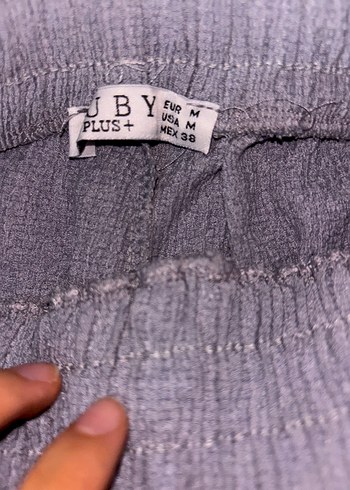 UBY
PLUS+
EUR M
USA M
MEX 38